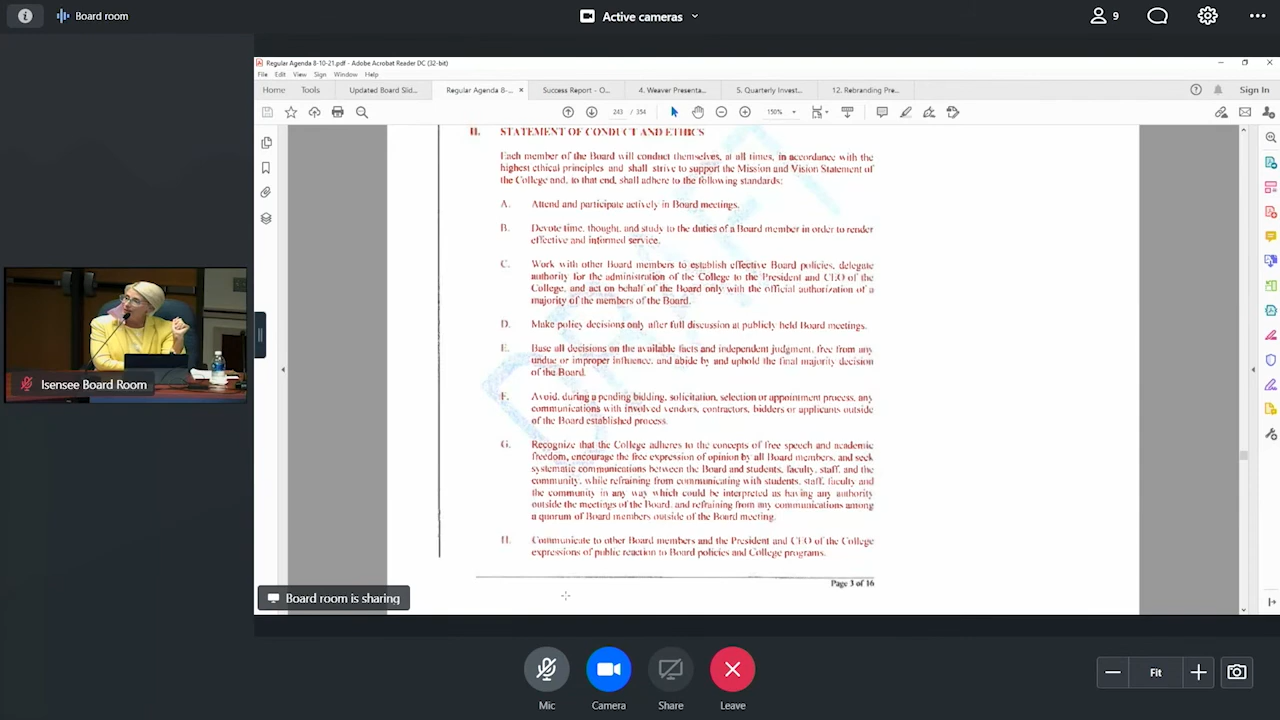 Board room
Active cameras
9
Regular Agenda 8-10-21.pdf - Adobe Acrobat Reader DC (32-bit)
File Edit View Sign Window Help
Home Tools Updated Board Slid... Regular Agenda 8-... × Success Report - O... 4. Weaver Presenta... 5. Quarterly Invest... 12. Rebranding Pre... Sign In
243 / 354 150%
II. STATEMENT OF CONDUCT AND ETHICS
Each member of the Board will conduct themselves, at all times, in accordance with the
highest ethical principles and shall strive to support the Mission and Vision Statement of
the College and, to that end, shall adhere to the following standards:
A. Attend and participate actively in Board meetings.
B. Devote time, thought, and study to the duties of a Board member in order to render
effective and informed service.
C. Work with other Board members to establish effective Board policies, delegate
authority for the administration of the College to the President and CEO of the
College, and act on behalf of the Board only with the official authorization of a
majority of the members of the Board.
D. Make policy decisions only after full discussion at publicly held Board meetings.
E. Base all decisions on the available facts and independent judgment, free from any
undue or improper influence, and abide by and uphold the final majority decision
of the Board.
F. Avoid, during a pending bidding, solicitation, selection or appointment process, any
communications with involved vendors, contractors, bidders or applicants outside
of the Board established process.
G. Recognize that the College adheres to the concepts of free speech and academic
freedom, encourage the free expression of opinion by all Board members, and seek
systematic communications between the Board and students, faculty, staff, and the
community, while refraining from communicating with students, staff, faculty and
the community in any way which could be interpreted as having any authority
outside the meetings of the Board, and refraining from any communications among
a quorum of Board members outside of the Board meeting.
H. Communicate to other Board members and the President and CEO of the College
expressions of public reaction to Board policies and College programs.
Page 3 of 16
Isensee Board Room
Board room is sharing
Mic Camera Share Leave
Fit